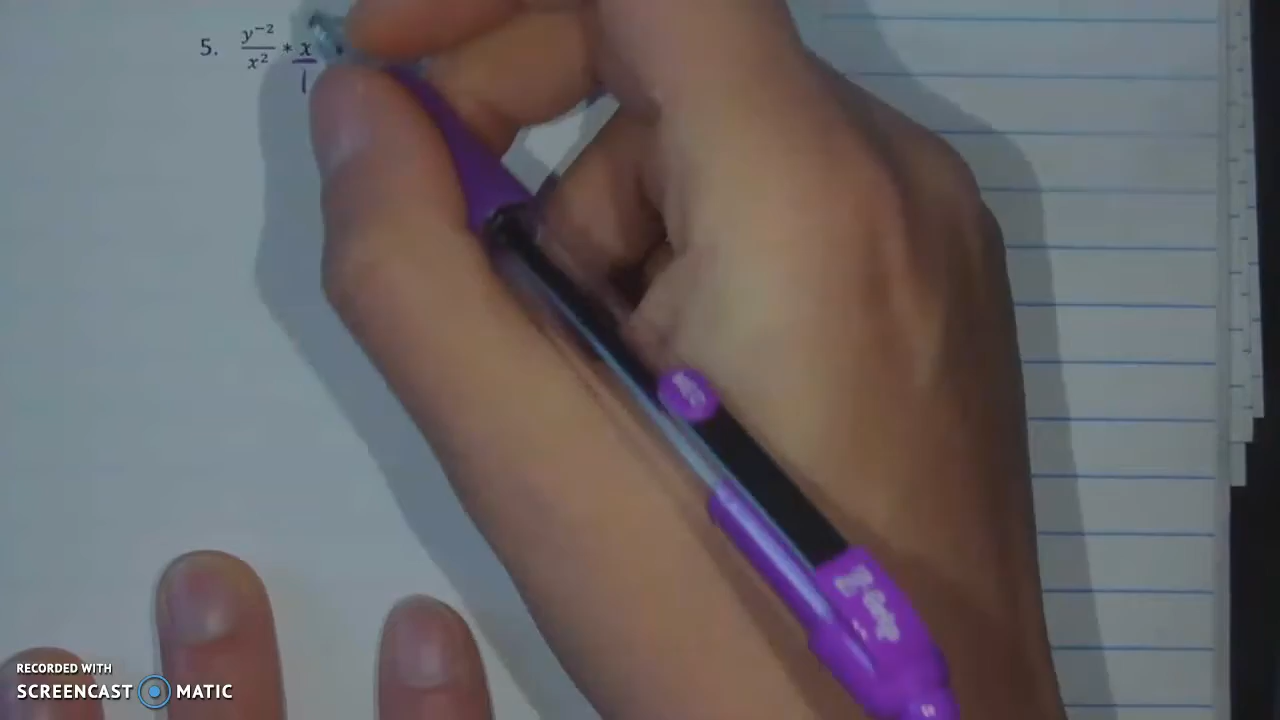 5. y⁻²/x² * x/1
RECORDED WITH
SCREENCAST MATIC